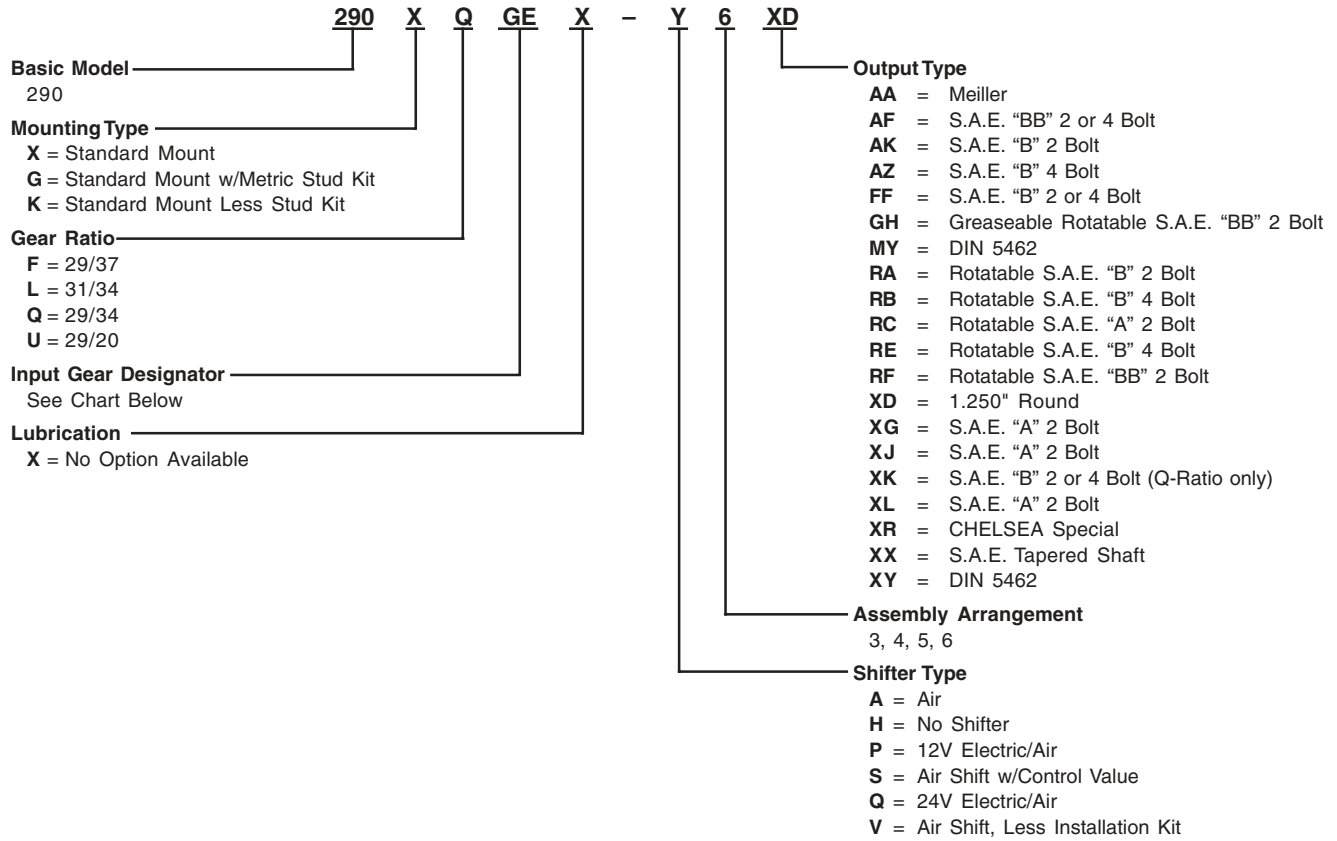 290 X Q GE X – Y 6 XD
Basic Model
290
Mounting Type
X = Standard Mount
G = Standard Mount w/Metric Stud Kit
K = Standard Mount Less Stud Kit
Gear Ratio
F = 29/37
L = 31/34
Q = 29/34
U = 29/20
Input Gear Designator
See Chart Below
Lubrication
X = No Option Available
Output Type
AA = Meiller
AF = S.A.E. “BB” 2 or 4 Bolt
AK = S.A.E. “B” 2 Bolt
AZ = S.A.E. “B” 4 Bolt
FF = S.A.E. “B” 2 or 4 Bolt
GH = Greaseable Rotatable S.A.E. “BB” 2 Bolt
MY = DIN 5462
RA = Rotatable S.A.E. “B” 2 Bolt
RB = Rotatable S.A.E. “B” 4 Bolt
RC = Rotatable S.A.E. “A” 2 Bolt
RE = Rotatable S.A.E. “B” 4 Bolt
RF = Rotatable S.A.E. “BB” 2 Bolt
XD = 1.250" Round
XG = S.A.E. “A” 2 Bolt
XJ = S.A.E. “A” 2 Bolt
XK = S.A.E. “B” 2 or 4 Bolt (Q-Ratio only)
XL = S.A.E. “A” 2 Bolt
XR = CHELSEA Special
XX = S.A.E. Tapered Shaft
XY = DIN 5462
Assembly Arrangement
3, 4, 5, 6
Shifter Type
A = Air
H = No Shifter
P = 12V Electric/Air
S = Air Shift w/Control Value
Q = 24V Electric/Air
V = Air Shift, Less Installation Kit